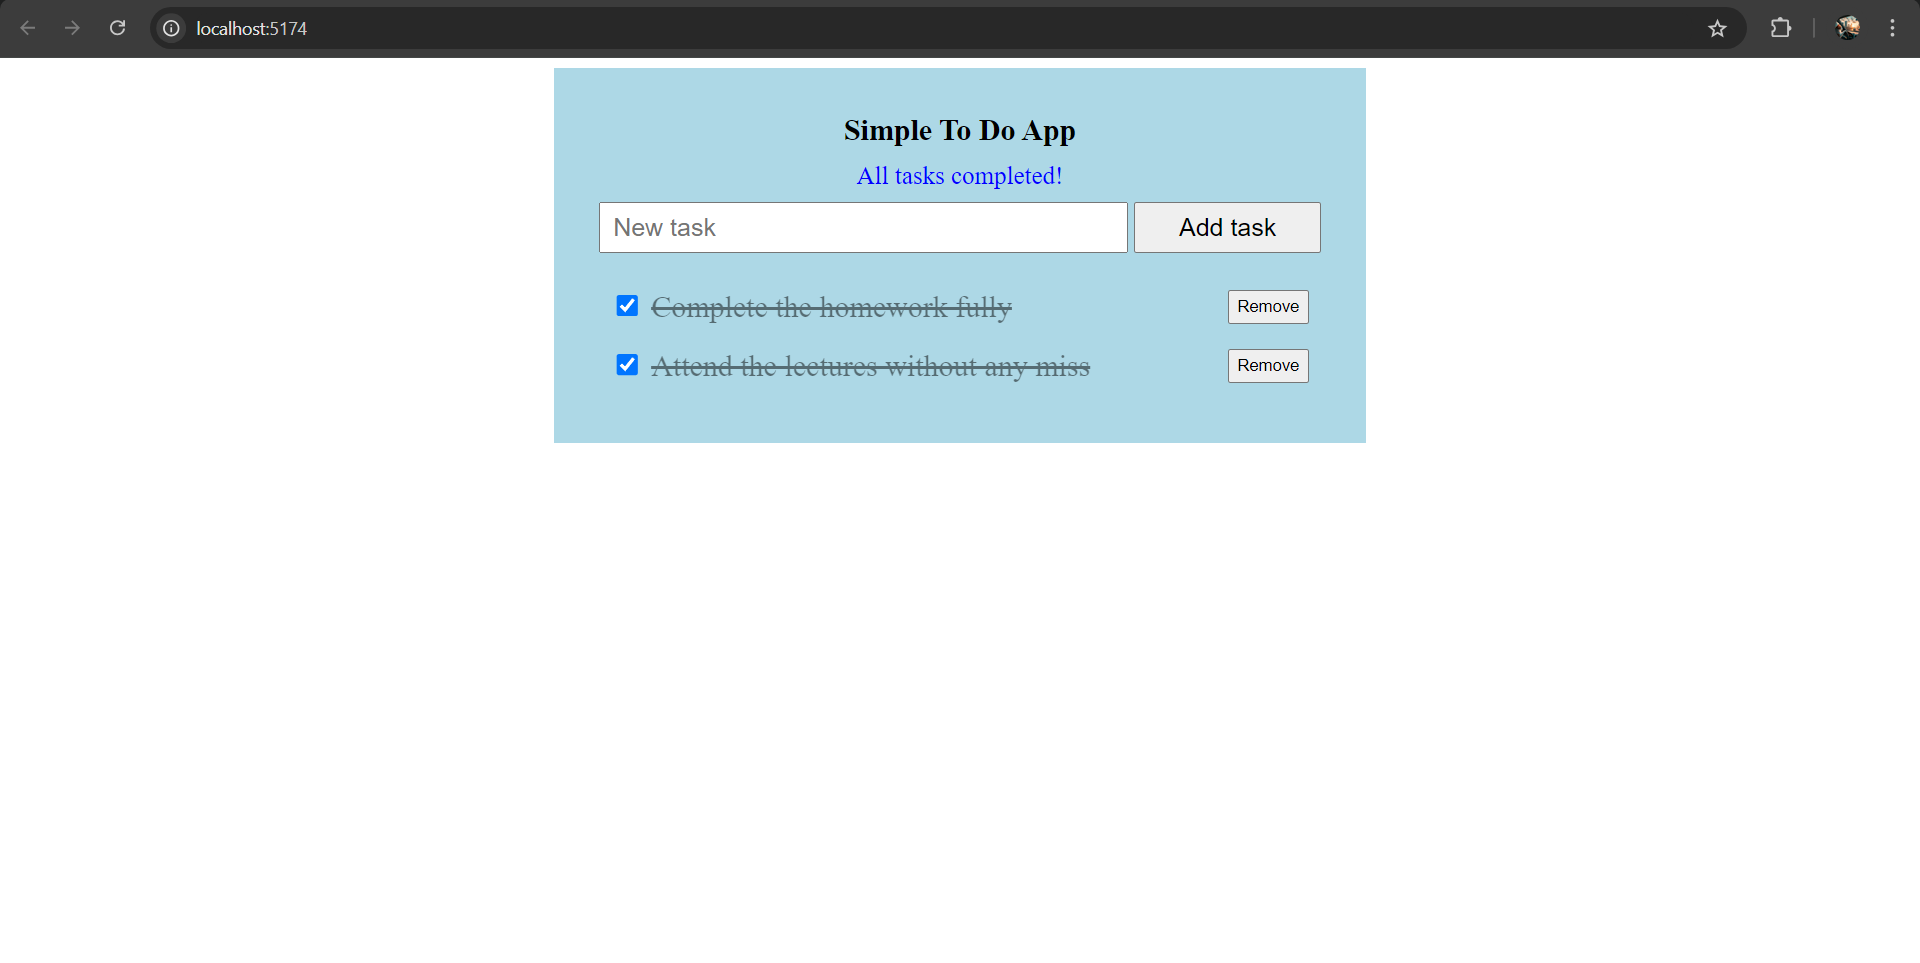 localhost:5174
Simple To Do App
All tasks completed!
New task Add task
Complete the homework fully Remove
Attend the lectures without any miss Remove